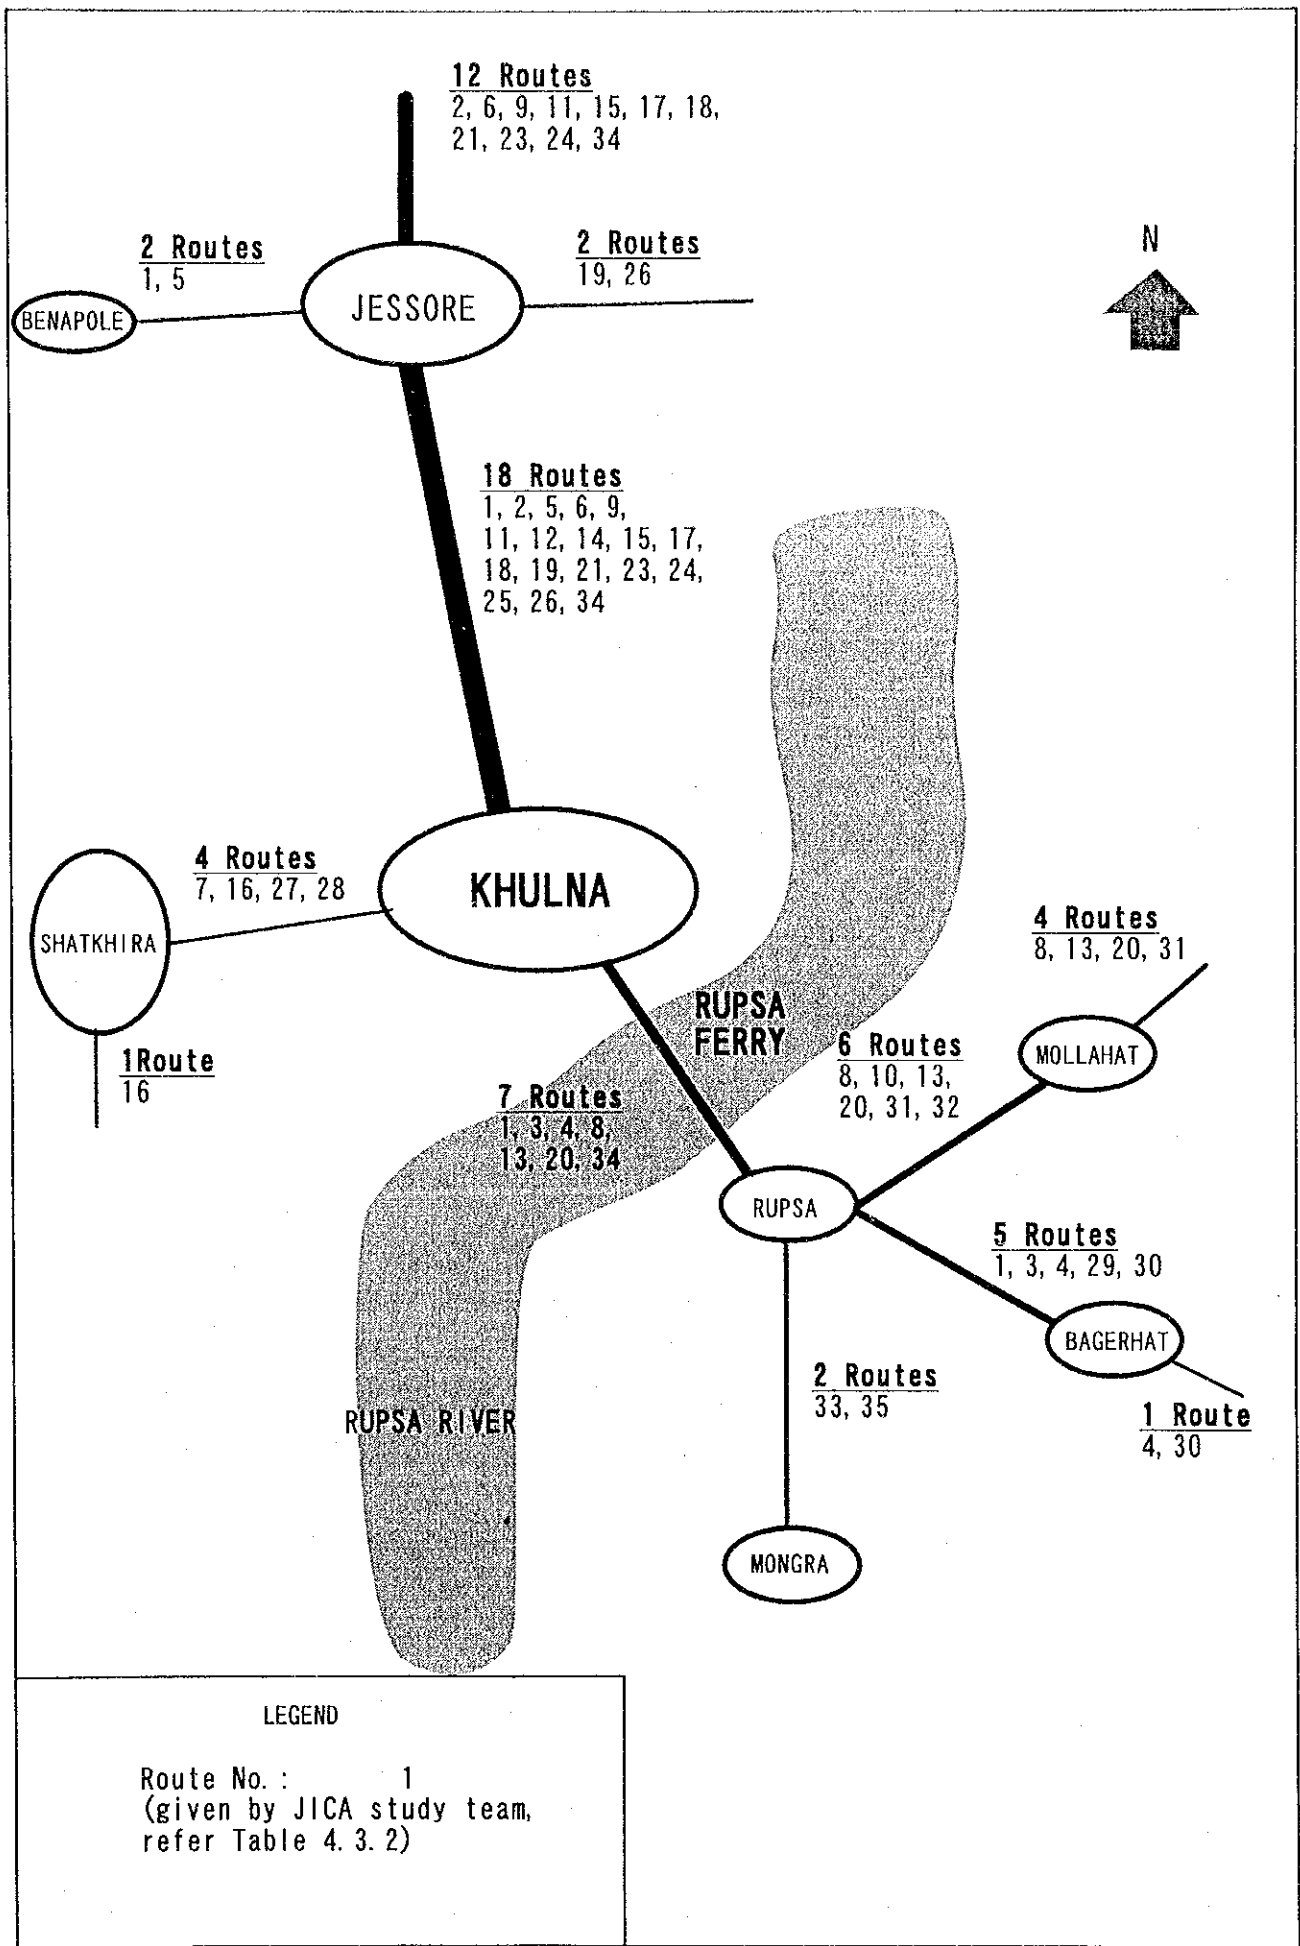 12 Routes
2, 6, 9, 11, 15, 17, 18,
21, 23, 24, 34
2 Routes
1, 5
2 Routes
19, 26
N
BENAPOLE
JESSORE
18 Routes
1, 2, 5, 6, 9,
11, 12, 14, 15, 17,
18, 19, 21, 23, 24,
25, 26, 34
4 Routes
7, 16, 27, 28
KHULNA
SHATKHIRA
4 Routes
8, 13, 20, 31
RUPSA
FERRY
6 Routes
8, 10, 13,
20, 31, 32
MOLLAHAT
1Route
16
7 Routes
1, 3, 4, 8,
13, 20, 34
RUPSA
5 Routes
1, 3, 4, 29, 30
BAGERHAT
2 Routes
33, 35
1 Route
4, 30
RUPSA RIVER
MONGRA
LEGEND
Route No. : 1
(given by JICA study team,
refer Table 4. 3. 2)